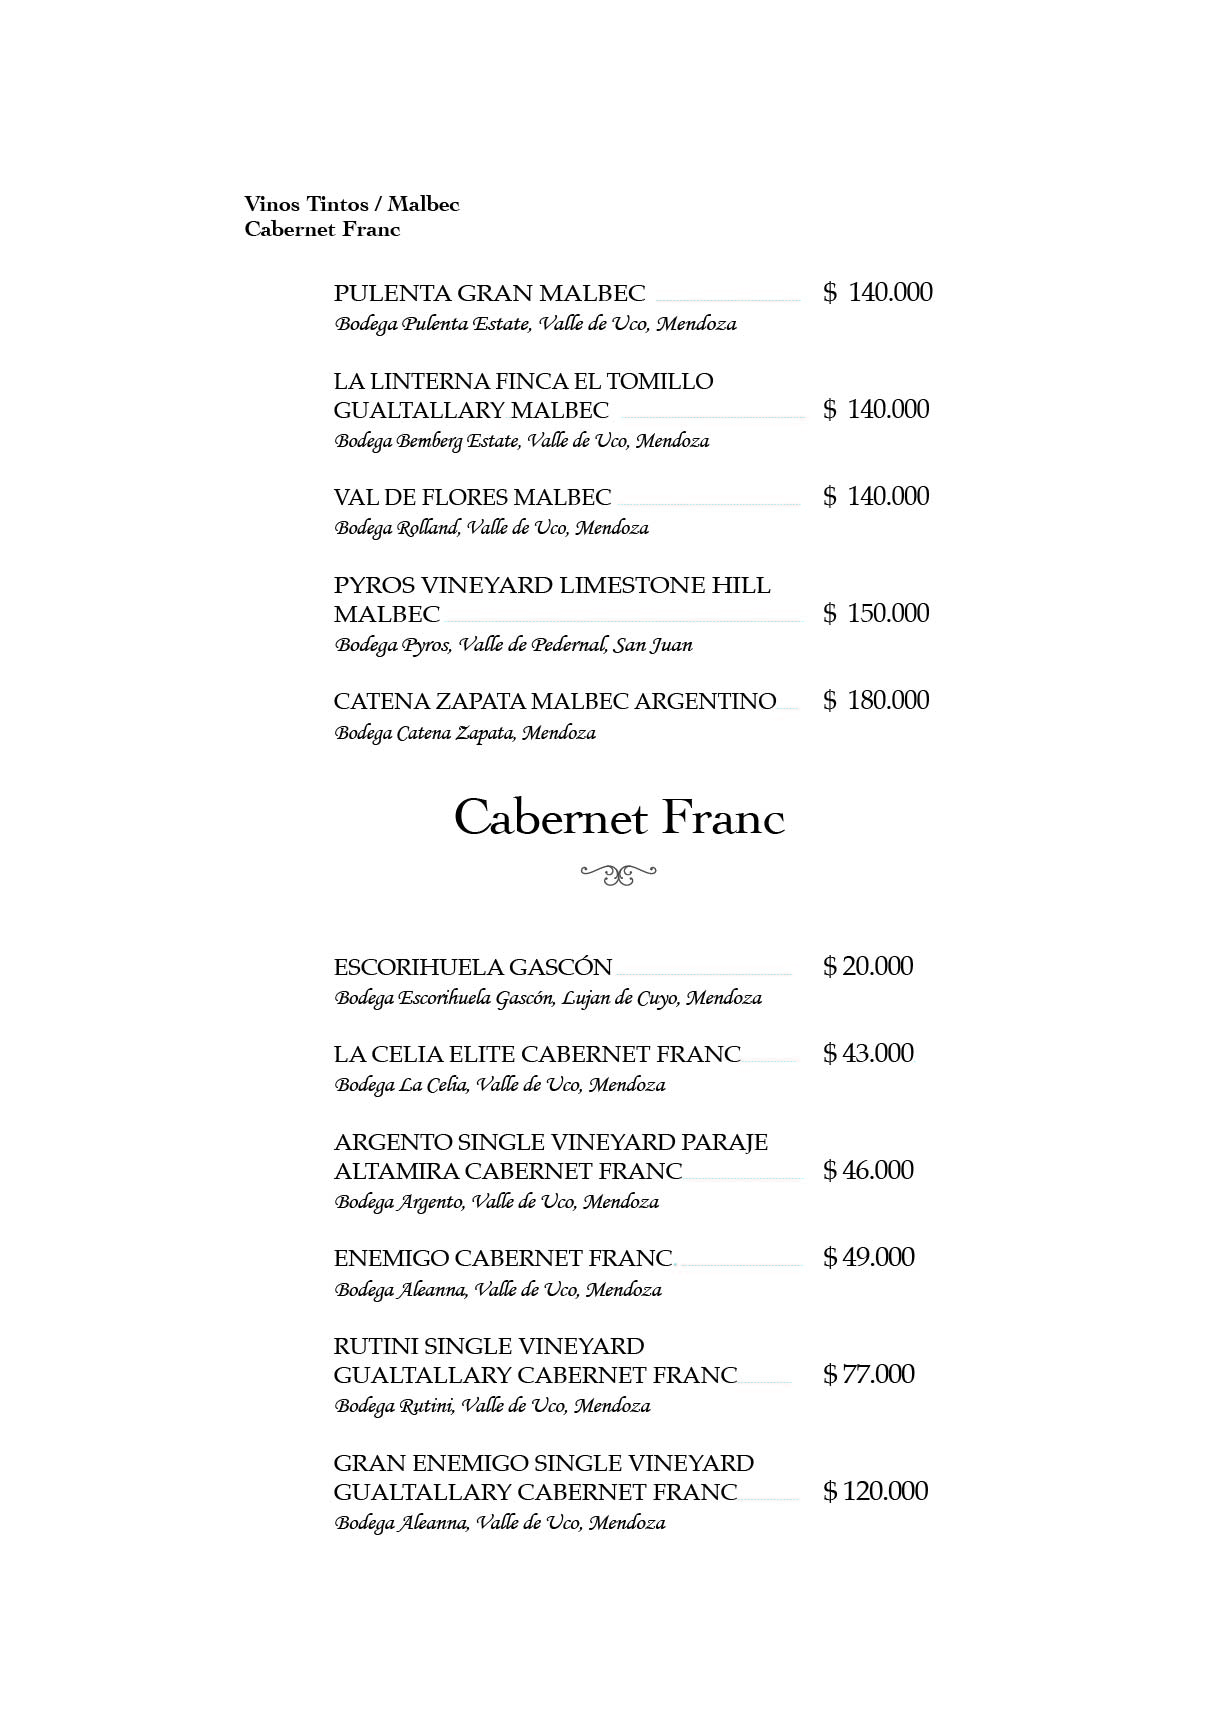 Vinos Tintos / Malbec
Cabernet Franc
PULENTA GRAN MALBEC $ 140.000
Bodega Pulenta Estate, Valle de Uco, Mendoza
LA LINTERNA FINCA EL TOMILLO
GUALTALLARY MALBEC $ 140.000
Bodega Bemberg Estate, Valle de Uco, Mendoza
VAL DE FLORES MALBEC $ 140.000
Bodega Rolland, Valle de Uco, Mendoza
PYROS VINEYARD LIMESTONE HILL
MALBEC $ 150.000
Bodega Pyros, Valle de Pedernal, San Juan
CATENA ZAPATA MALBEC ARGENTINO $ 180.000
Bodega Catena Zapata, Mendoza
Cabernet Franc
ESCORIHUELA GASCÓN $ 20.000
Bodega Escorihuela Gascón, Lujan de Cuyo, Mendoza
LA CELIA ELITE CABERNET FRANC $ 43.000
Bodega La Celia, Valle de Uco, Mendoza
ARGENTO SINGLE VINEYARD PARAJE
ALTAMIRA CABERNET FRANC $ 46.000
Bodega Argento, Valle de Uco, Mendoza
ENEMIGO CABERNET FRANC. $ 49.000
Bodega Aleanna, Valle de Uco, Mendoza
RUTINI SINGLE VINEYARD
GUALTALLARY CABERNET FRANC $ 77.000
Bodega Rutini, Valle de Uco, Mendoza
GRAN ENEMIGO SINGLE VINEYARD
GUALTALLARY CABERNET FRANC $ 120.000
Bodega Aleanna, Valle de Uco, Mendoza